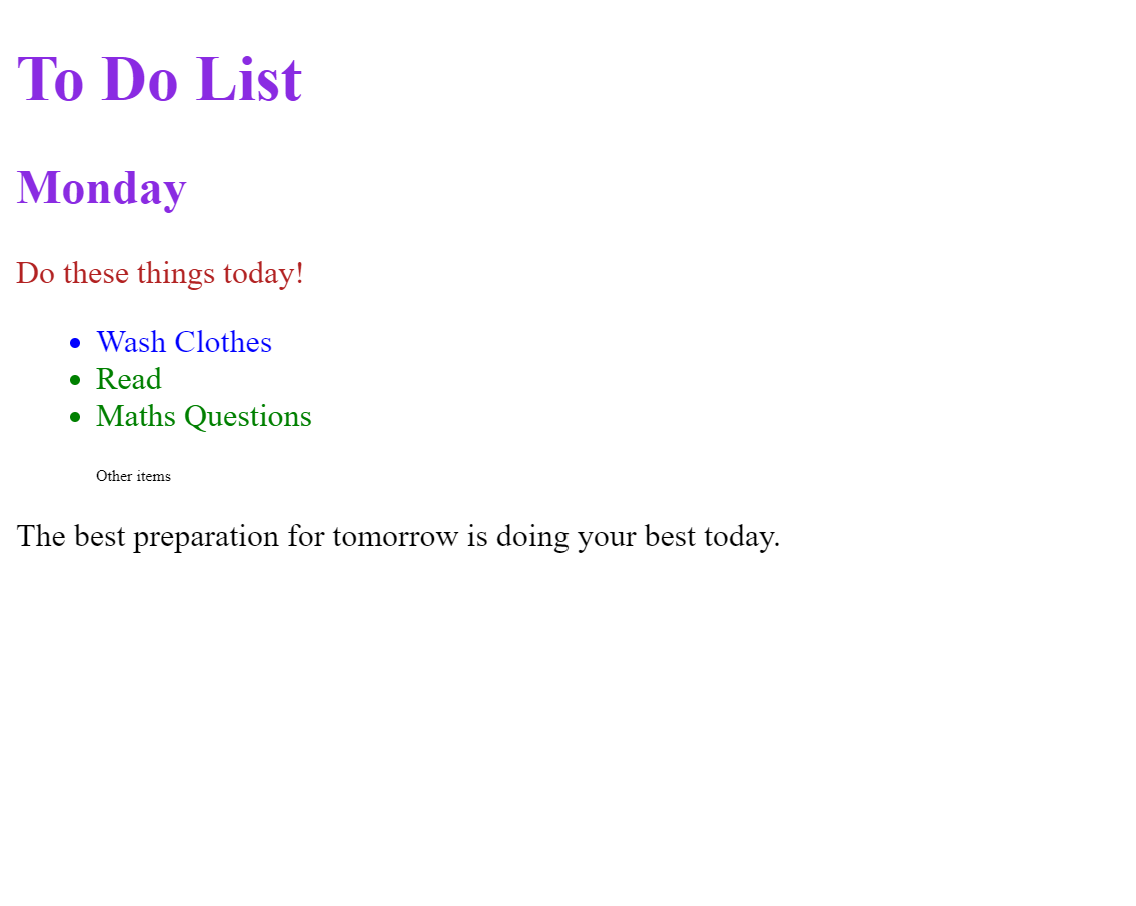 To Do List
Monday
Do these things today!
Wash Clothes
Read
Maths Questions
Other items
The best preparation for tomorrow is doing your best today.